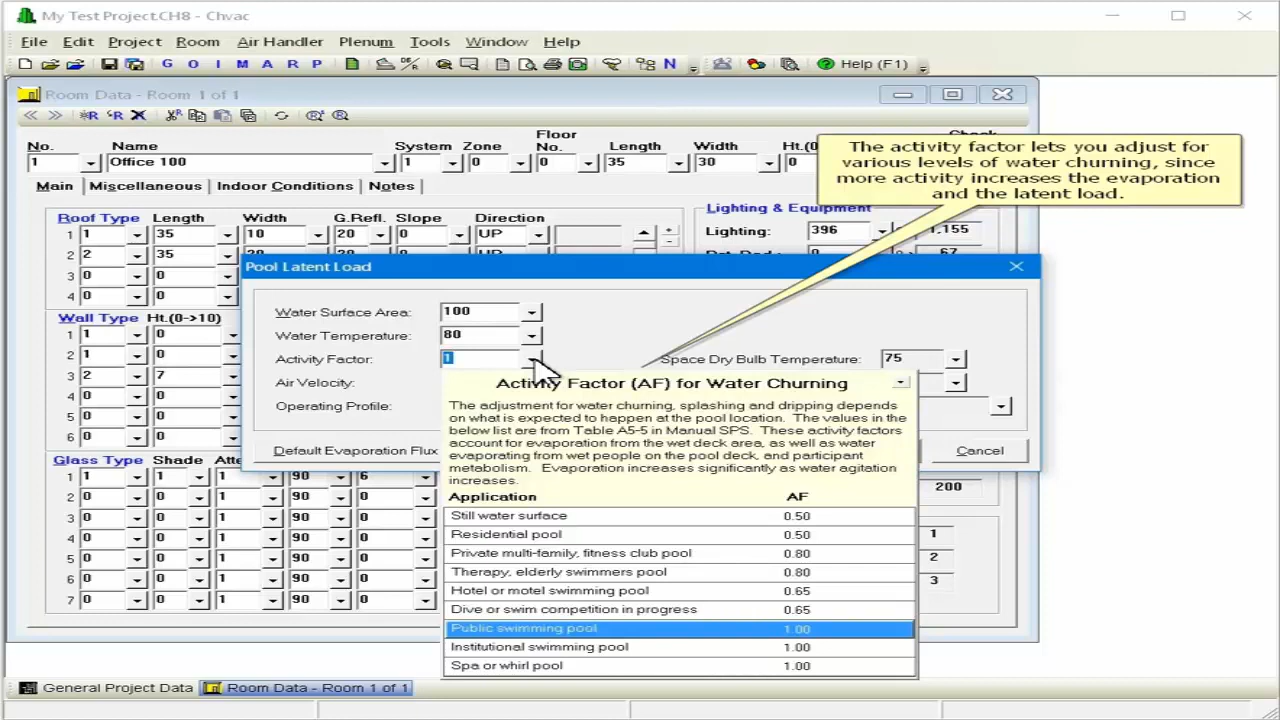 My Test Project.CH8 - Chvac
File Edit Project Room Air Handler Plenum Tools Window Help
G O I M A R P N Help (F1)
Room Data - Room 1 of 1
No. Name System Zone Floor No. Length Width Ht.(0
1 Office 100 1 0 0 35 30 0
The activity factor lets you adjust for
various levels of water churning, since
more activity increases the evaporation
and the latent load.
Main Miscellaneous Indoor Conditions Notes
Roof Type Length Width G.Refl. Slope Direction
1 1 35 10 20 0 UP
2 2 35
3 0 0
4 0 0
Lighting & Equipment
Lighting: 396 1,155
Wall Type Ht.(0->10)
1 1 0
2 1 0
3 2 7
4 0 0
5 0 0
6 0 0
Glass Type Shade
1 1 1 1 90 6
2 0 0 1 90 0
3 0 0 1 90 0
4 0 0 1 90 0
5 0 0 1 90 0
6 0 0 1 90 0
7 0 0 1 90 0
200
1
2
3
Pool Latent Load
Water Surface Area: 100
Water Temperature: 80
Activity Factor: 1 Space Dry Bulb Temperature: 75
Air Velocity:
Operating Profile:
Default Evaporation Flux Cancel
Activity Factor (AF) for Water Churning
The adjustment for water churning, splashing and dripping depends
on what is expected to happen at the pool location. The values in the
below list are from Table A5-5 in Manual SPS. These activity factors
account for evaporation from the wet deck area, as well as water
evaporating from wet people on the pool deck, and participant
metabolism. Evaporation increases significantly as water agitation
increases.
Application AF
Still water surface 0.50
Residential pool 0.50
Private multi-family, fitness club pool 0.80
Therapy, elderly swimmers pool 0.80
Hotel or motel swimming pool 0.65
Dive or swim competition in progress 0.65
Public swimming pool 1.00
Institutional swimming pool 1.00
Spa or whirl pool 1.00
General Project Data Room Data - Room 1 of 1